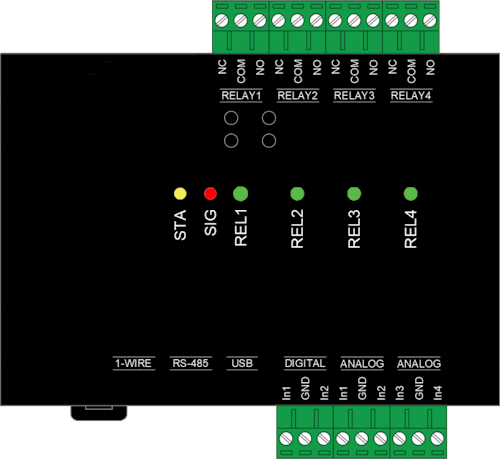 NC COM NO NC COM NO NC COM NO NC COM NO
RELAY1 RELAY2 RELAY3 RELAY4
STA SIG REL1 REL2 REL3 REL4
1-WIRE RS-485 USB DIGITAL ANALOG ANALOG
In1 GND In2 In1 GND In2 In3 GND In4